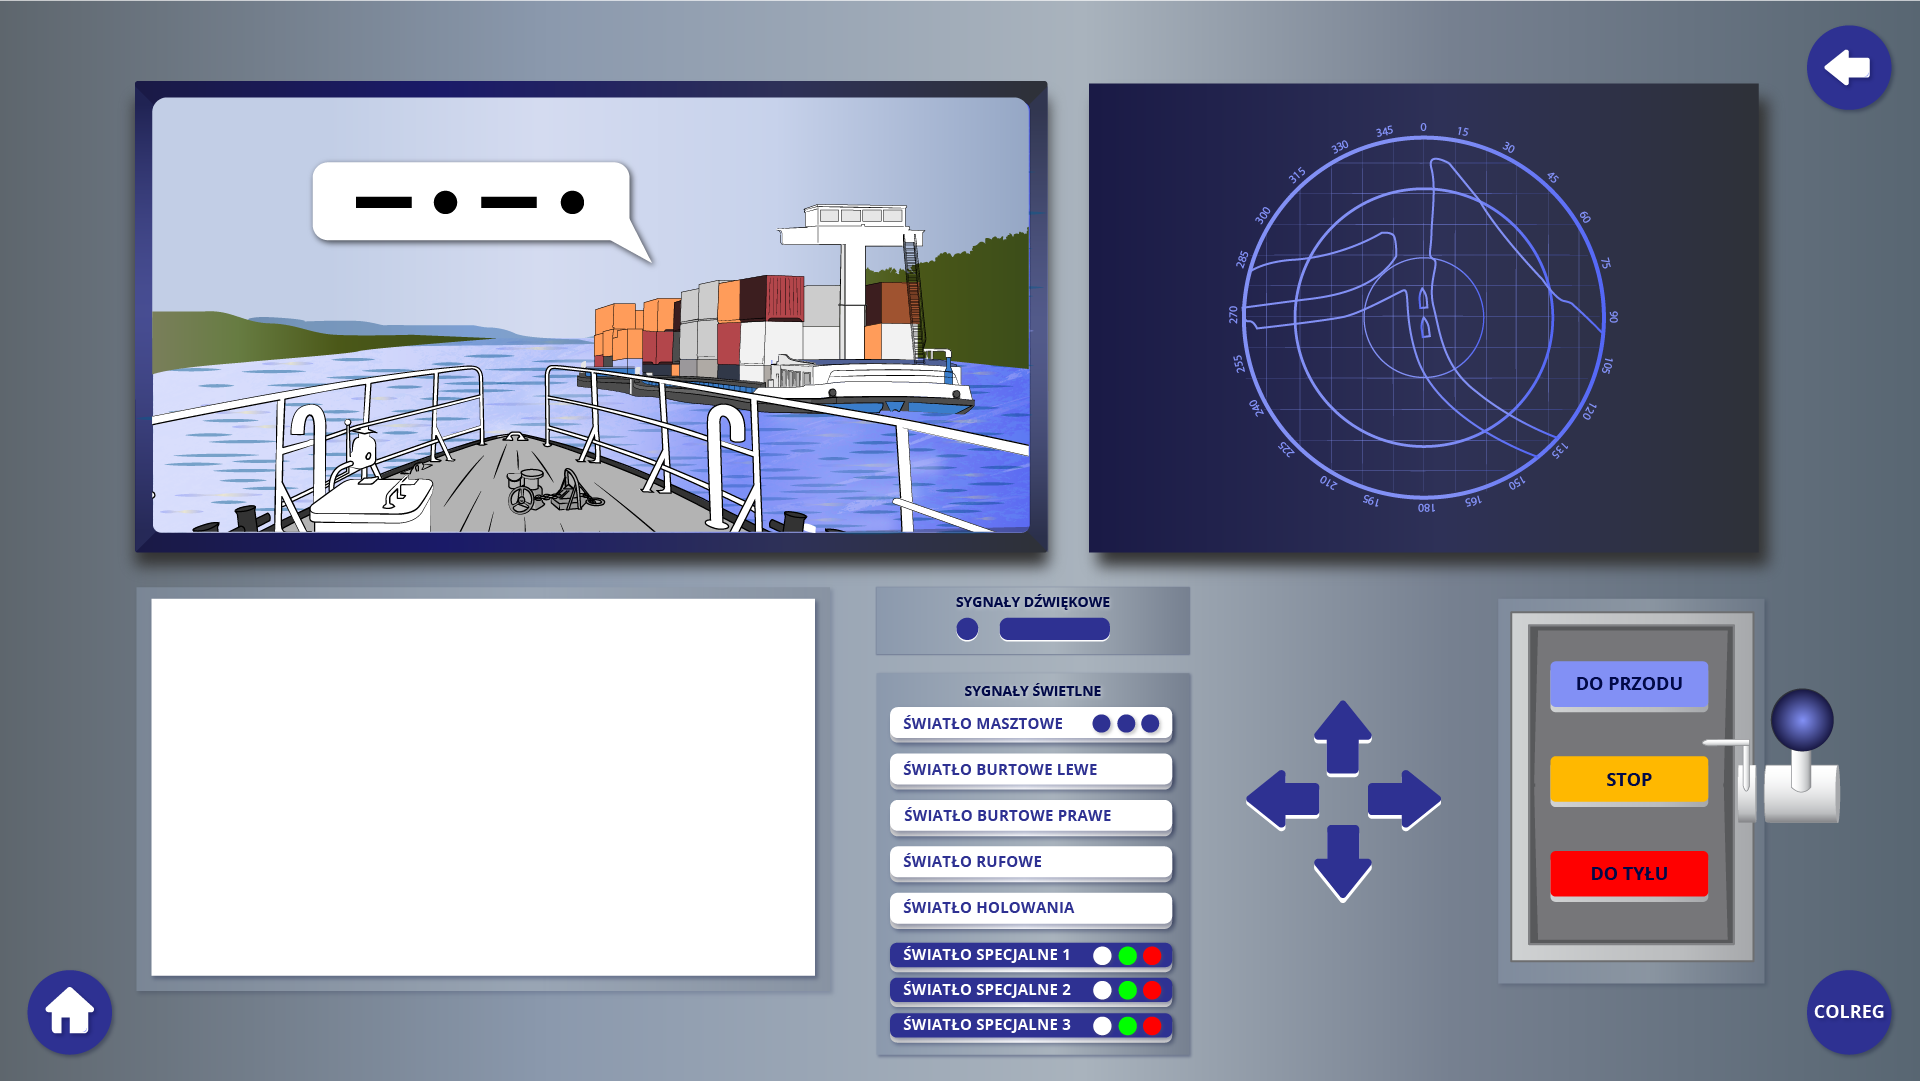 0
15
30
45
60
75
90
105
120
135
150
165
180
195
210
225
240
255
270
285
300
315
330
345
SYGNAŁY DŹWIĘKOWE
SYGNAŁY ŚWIETLNE
ŚWIATŁO MASZTOWE
ŚWIATŁO BURTOWE LEWE
ŚWIATŁO BURTOWE PRAWE
ŚWIATŁO RUFOWE
ŚWIATŁO HOLOWANIA
ŚWIATŁO SPECJALNE 1
ŚWIATŁO SPECJALNE 2
ŚWIATŁO SPECJALNE 3
DO PRZODU
STOP
DO TYŁU
COLREG